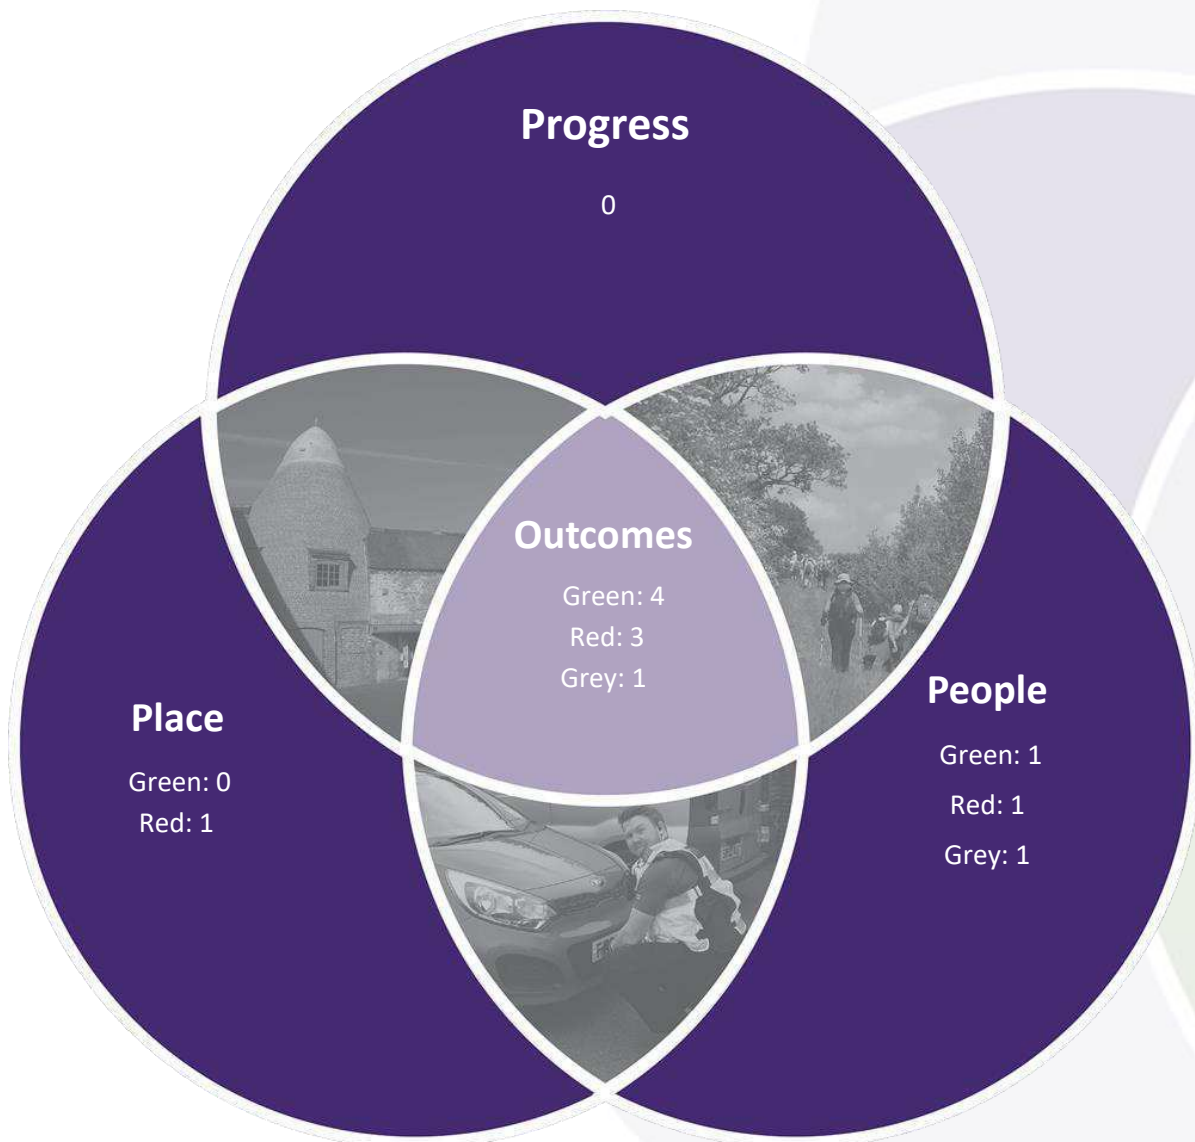 Progress
0
Outcomes
Green: 4
Red: 3
Grey: 1
Place
Green: 0
Red: 1
People
Green: 1
Red: 1
Grey: 1